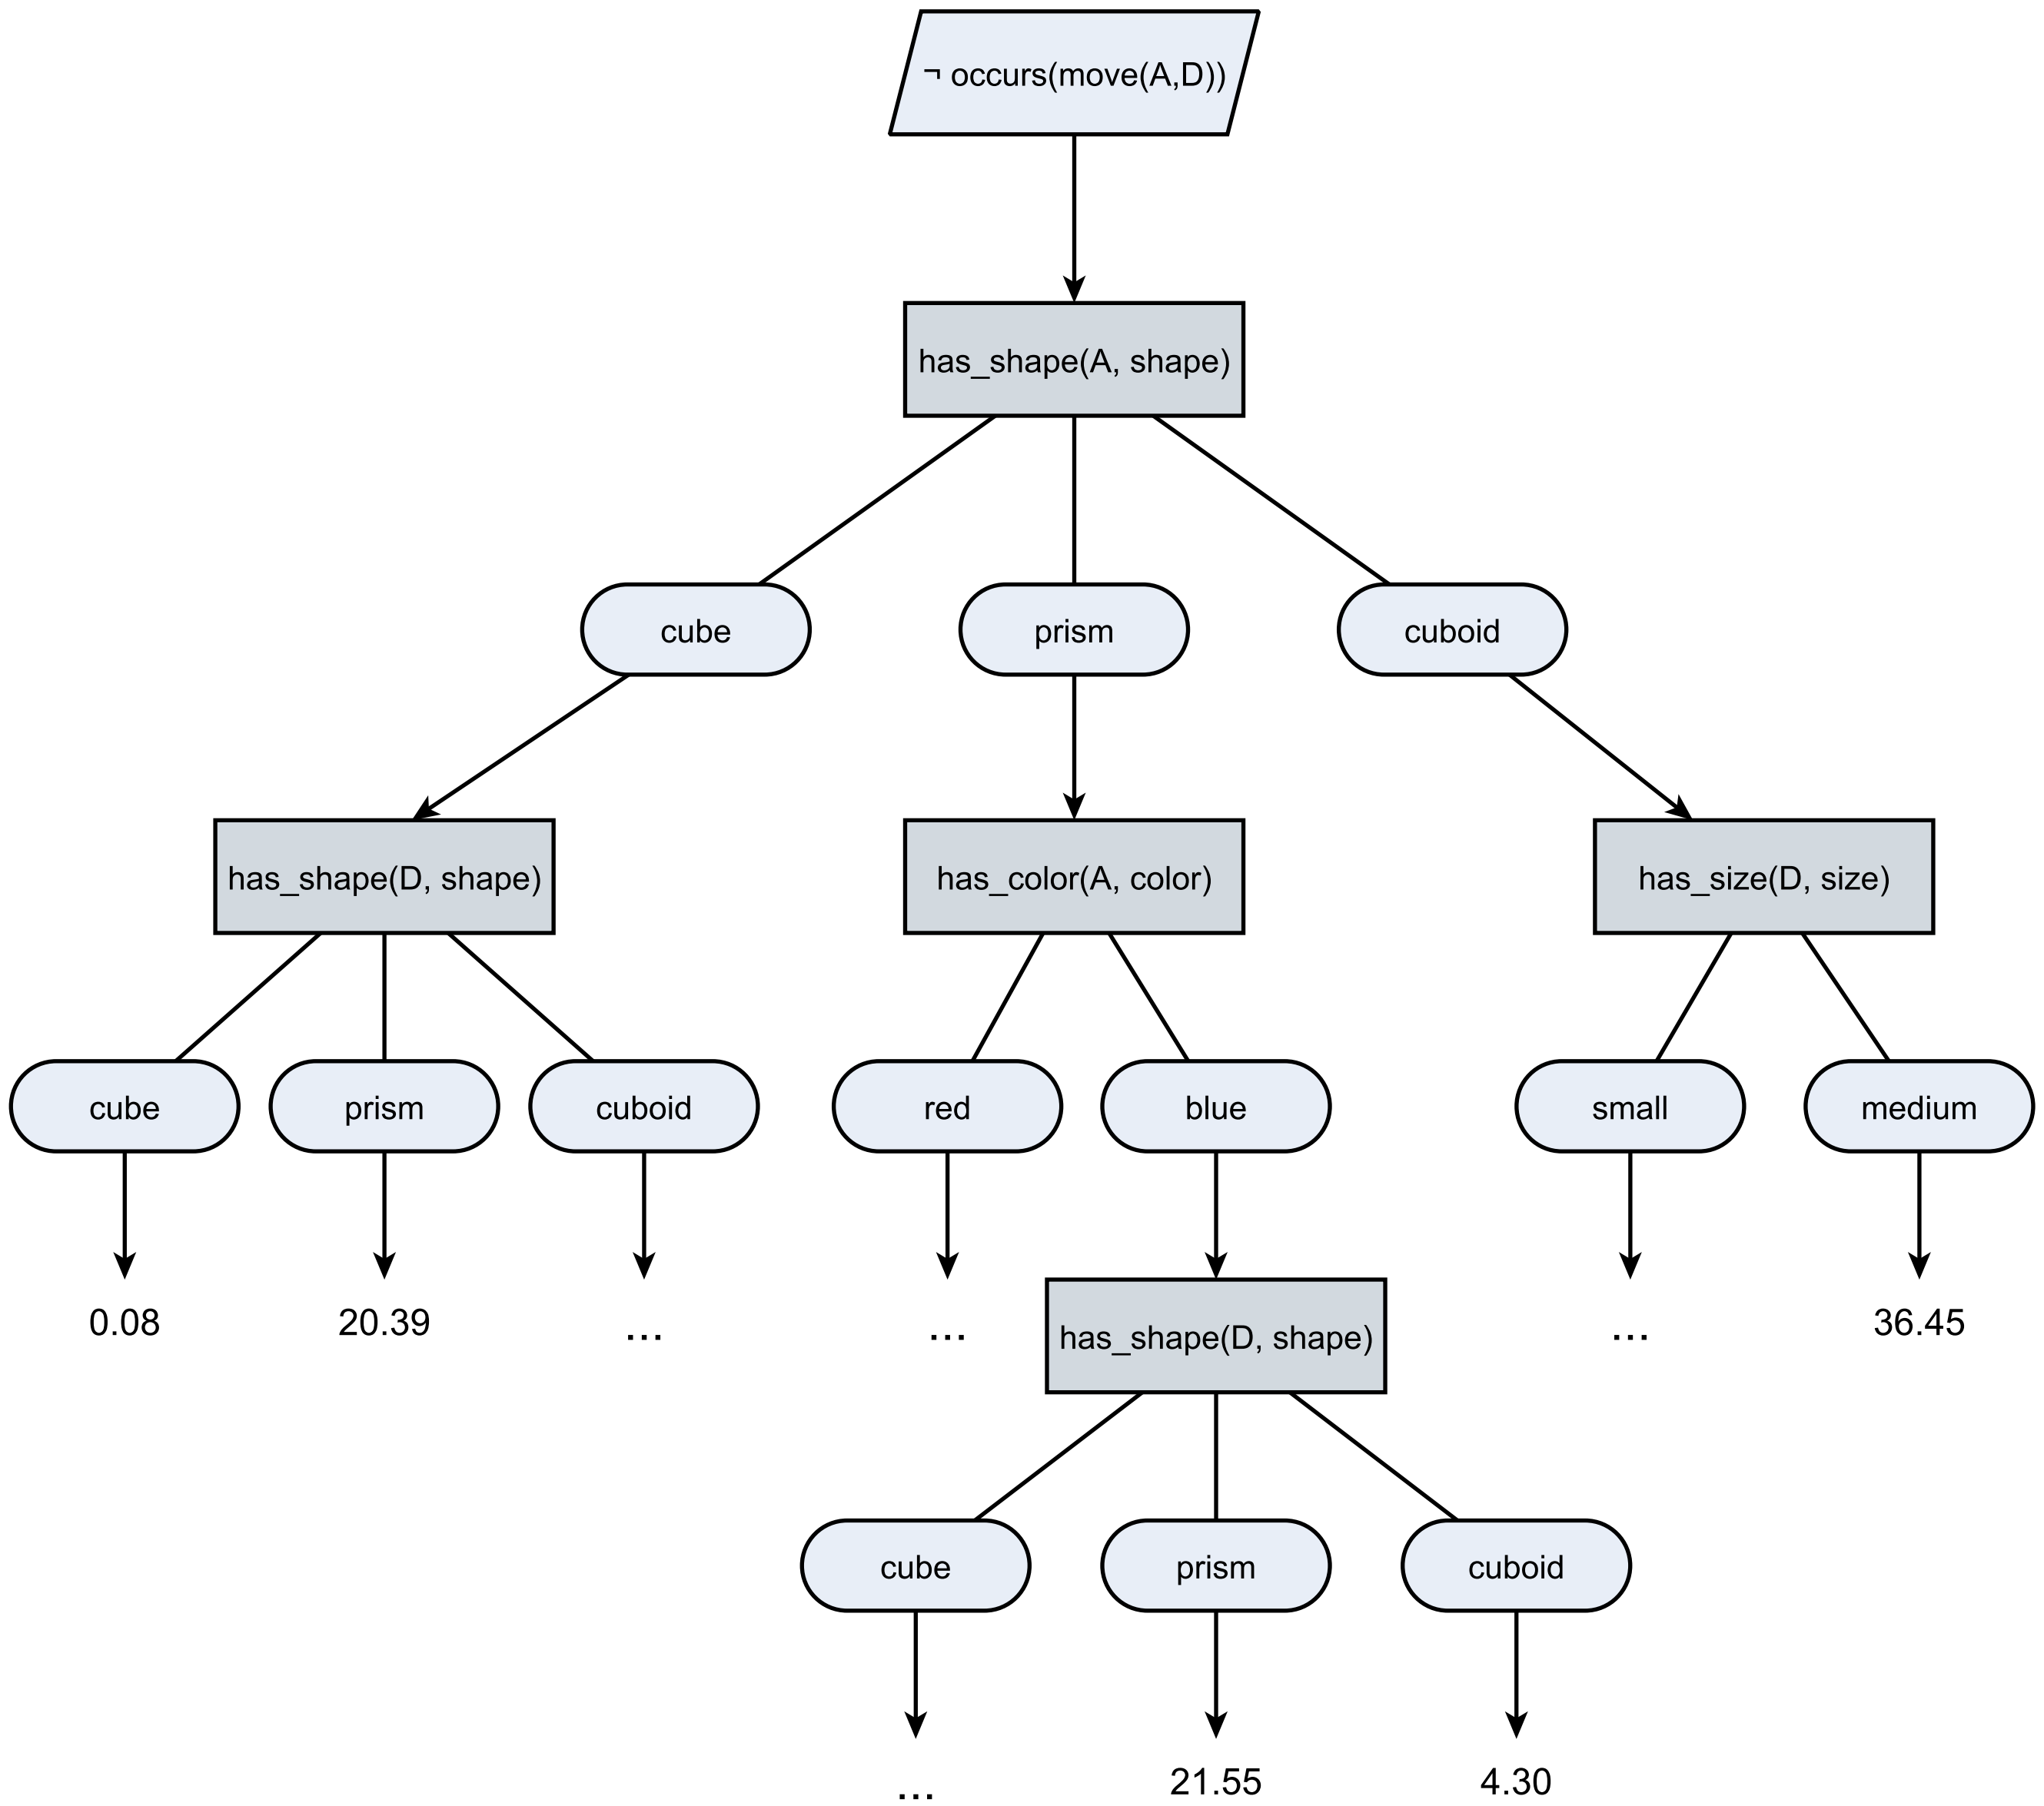 ¬ occurs(move(A,D))
has_shape(A, shape)
cube
prism
cuboid
has_shape(D, shape)
has_color(A, color)
has_size(D, size)
cube
prism
cuboid
red
blue
small
medium
0.08
20.39
...
...
has_shape(D, shape)
...
36.45
cube
prism
cuboid
...
21.55
4.30